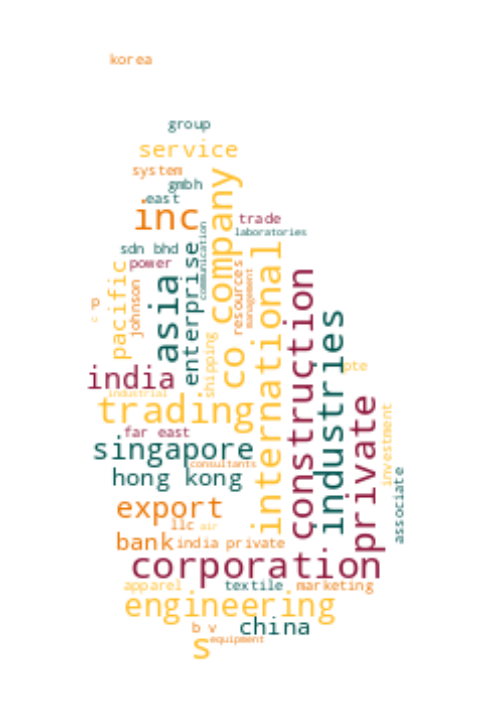 korea
group
service
system
gmbh
east
inc
trade
laboratories
company
communication
sdn bhd
power
enterprise
pacific
johnson
asia
resources
management
international
construction
p
c
co
shipping
industries
pte
india
industrial
trading
private
investment
far east
singapore
consultants
hong kong
associate
export
llc
air
bank
india private
corporation
apparel
textile
marketing
engineering
b v
china
equipment
s